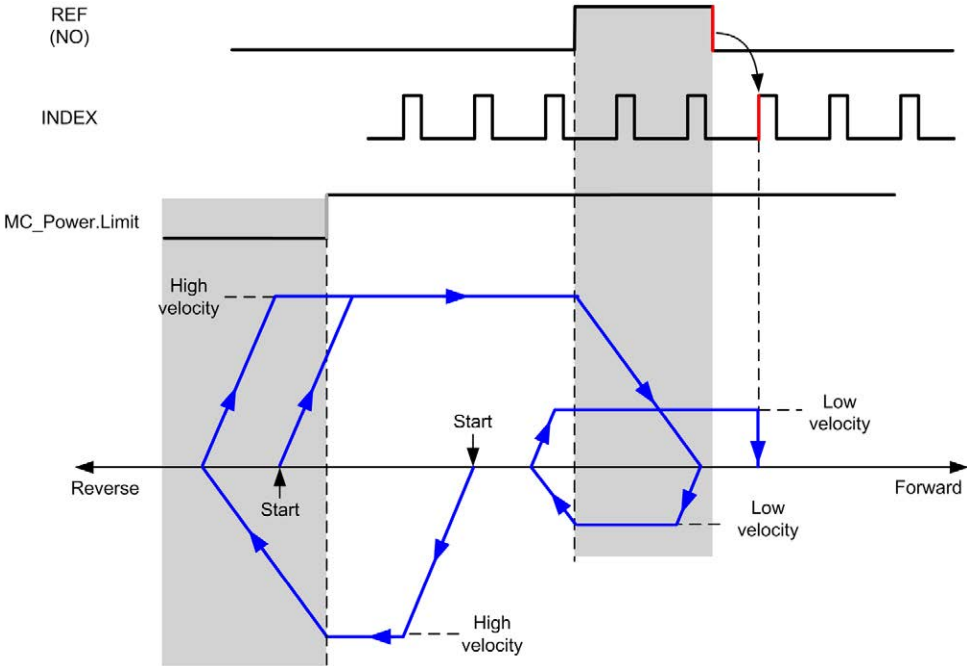 REF
(NO)
INDEX
MC_Power.Limit
High
velocity
Low
velocity
Start
Reverse
Start
Forward
Low
velocity
High
velocity